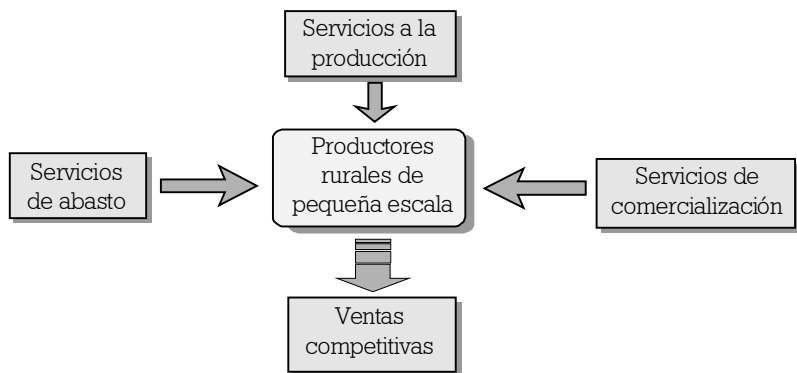 Servicios a la
producción
Productores
rurales de
pequeña escala
Servicios
de abasto
Servicios de
comercialización
Ventas
competitivas